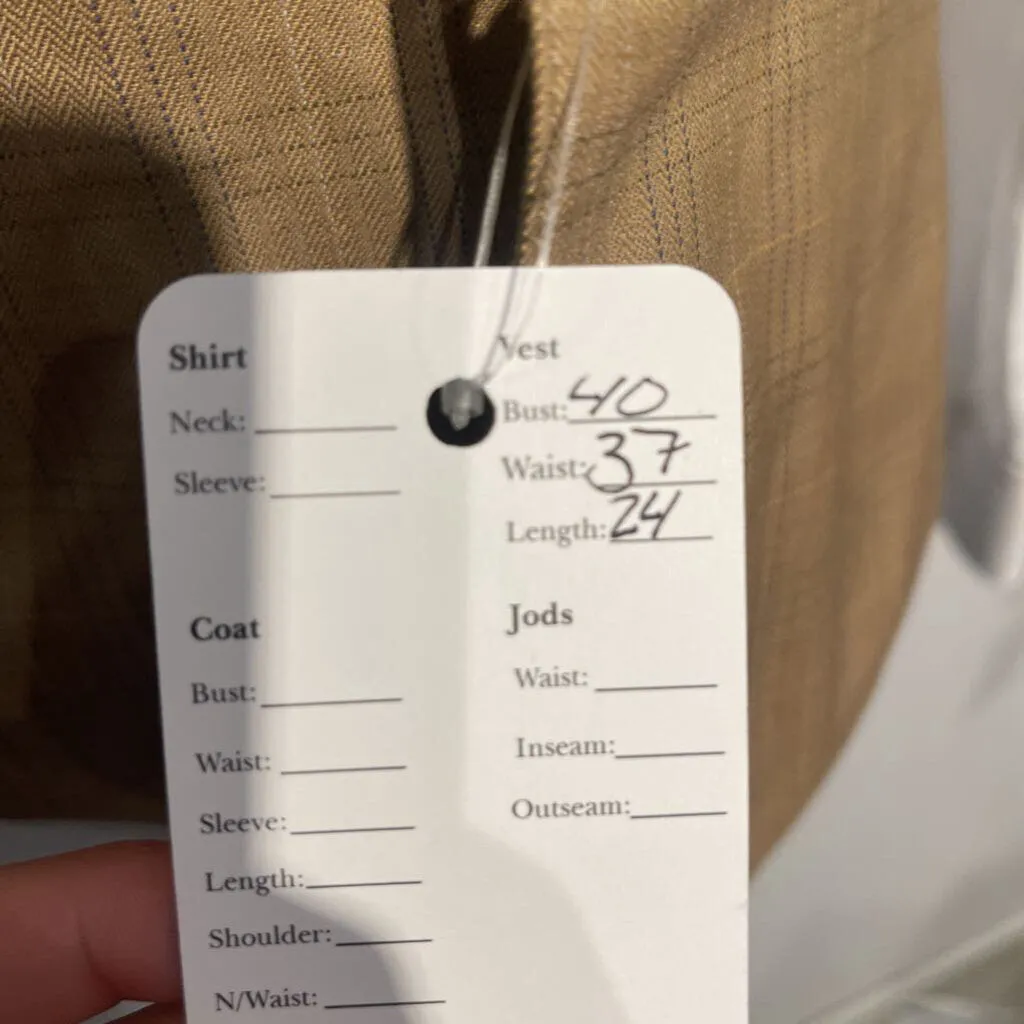 Shirt
Neck:
Sleeve:
Vest
Bust: 40
Waist: 37
Length: 24
Coat
Bust:
Waist:
Sleeve:
Length:
Shoulder:
N/Waist:
Jods
Waist:
Inseam:
Outseam: